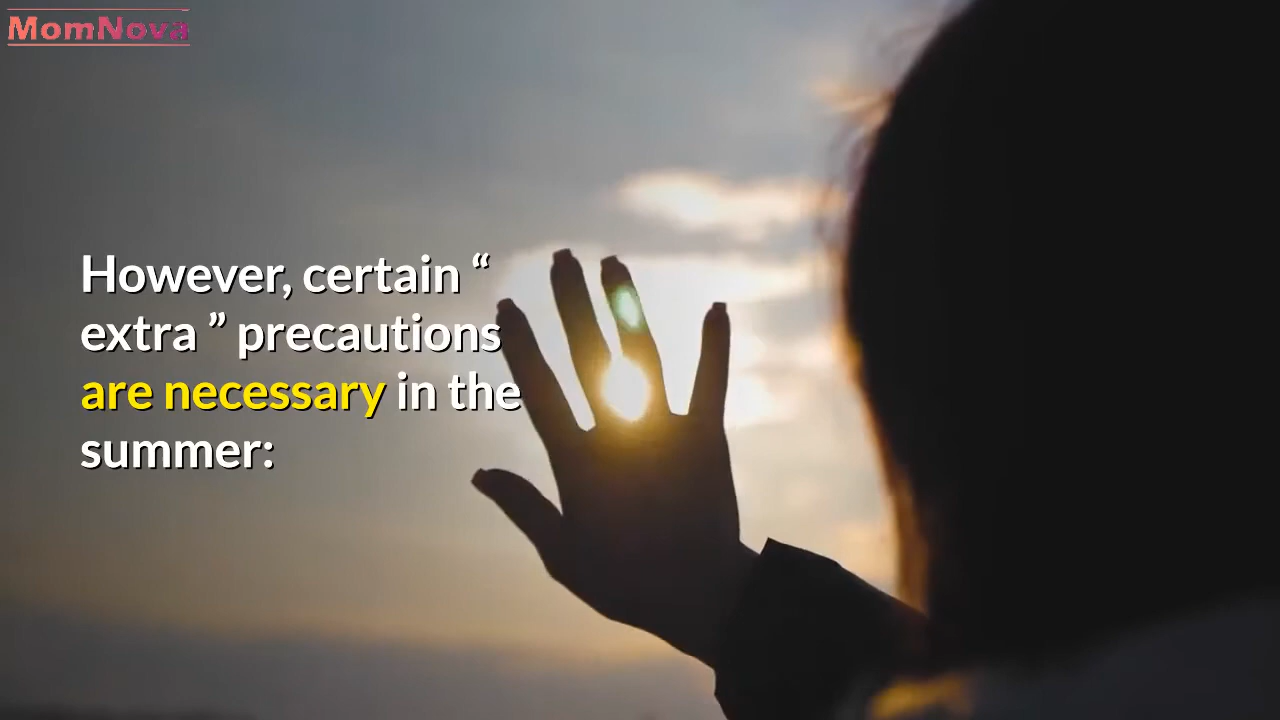 MomNova
However, certain “
extra ” precautions
are necessary in the
summer: